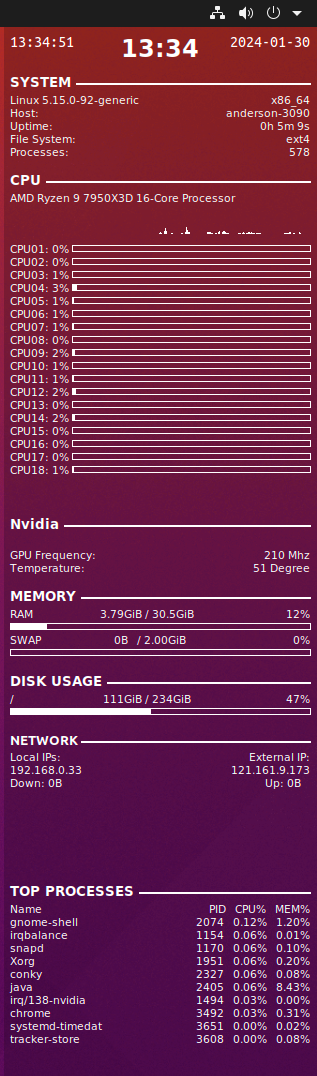 13:34:51 13:34 2024-01-30
SYSTEM
Linux 5.15.0-92-generic x86_64
Host: anderson-3090
Uptime: 0h 5m 9s
File System: ext4
Processes: 578
CPU
AMD Ryzen 9 7950X3D 16-Core Processor
CPU01: 0%
CPU02: 0%
CPU03: 1%
CPU04: 3%
CPU05: 1%
CPU06: 1%
CPU07: 1%
CPU08: 0%
CPU09: 2%
CPU10: 1%
CPU11: 1%
CPU12: 2%
CPU13: 0%
CPU14: 2%
CPU15: 0%
CPU16: 0%
CPU17: 0%
CPU18: 1%
Nvidia
GPU Frequency: 210 Mhz
Temperature: 51 Degree
MEMORY
RAM 3.79GiB / 30.5GiB 12%
SWAP 0B / 2.00GiB 0%
DISK USAGE
/ 111GiB / 234GiB 47%
NETWORK
Local IPs: External IP:
192.168.0.33 121.161.9.173
Down: 0B Up: 0B
TOP PROCESSES
Name PID CPU% MEM%
gnome-shell 2074 0.12% 1.20%
irqbalance 1154 0.06% 0.01%
snapd 1170 0.06% 0.10%
Xorg 1951 0.06% 0.20%
conky 2327 0.06% 0.08%
java 2405 0.06% 8.43%
irq/138-nvidia 1494 0.03% 0.00%
chrome 3492 0.03% 0.31%
systemd-timedat 3651 0.00% 0.02%
tracker-store 3608 0.00% 0.08%